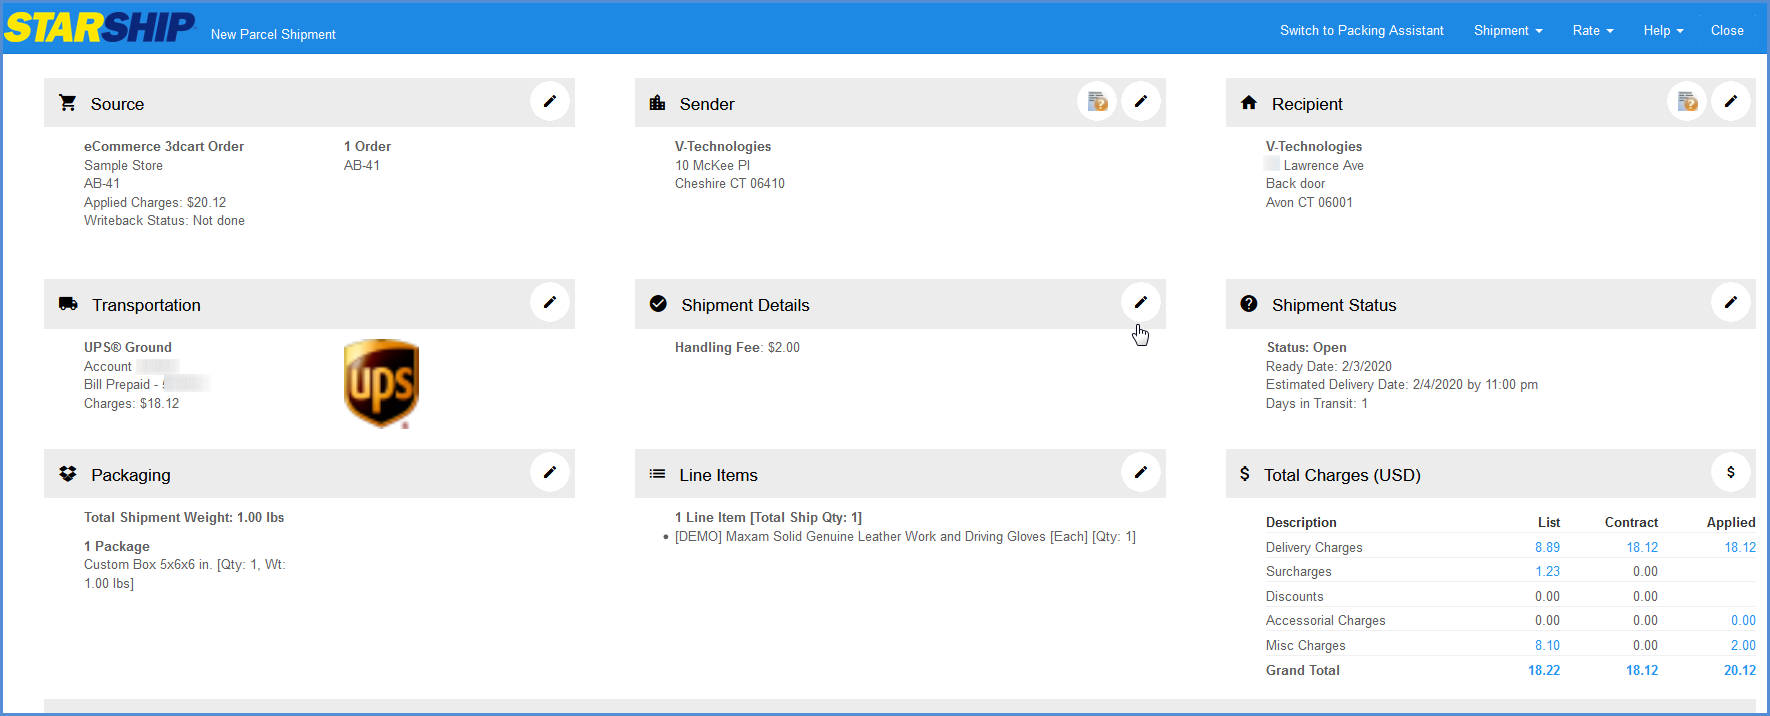 STARSHIP New Parcel Shipment Switch to Packing Assistant Shipment Rate Help Close
Source
eCommerce 3dcart Order 1 Order
Sample Store AB-41
AB-41
Applied Charges: $20.12
Writeback Status: Not done
Sender
V-Technologies
10 McKee Pl
Cheshire CT 06410
Recipient
V-Technologies
Lawrence Ave
Back door
Avon CT 06001
Transportation
UPS® Ground
Account
Bill Prepaid -
Charges: $18.12
ups
Shipment Details
Handling Fee: $2.00
Shipment Status
Status: Open
Ready Date: 2/3/2020
Estimated Delivery Date: 2/4/2020 by 11:00 pm
Days in Transit: 1
Packaging
Total Shipment Weight: 1.00 lbs
1 Package
Custom Box 5x6x6 in. [Qty: 1, Wt:
1.00 lbs]
Line Items
1 Line Item [Total Ship Qty: 1]
• [DEMO] Maxam Solid Genuine Leather Work and Driving Gloves [Each] [Qty: 1]
$ Total Charges (USD) $
Description List Contract Applied
Delivery Charges 8.89 18.12 18.12
Surcharges 1.23 0.00
Discounts 0.00 0.00
Accessorial Charges 0.00 0.00 0.00
Misc Charges 8.10 0.00 2.00
Grand Total 18.22 18.12 20.12